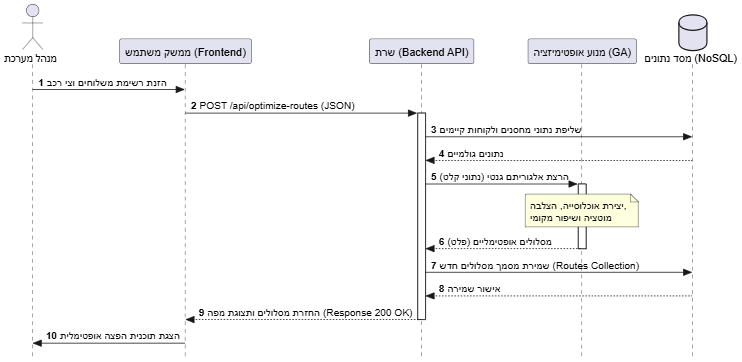 מנהל מערכת
ממשק משתמש (Frontend)
שרת (Backend API)
מנוע אופטימיזציה (GA)
מסד נתונים (NoSQL)
1 הזנת רשימת משלוחים וצי רכב
2 POST /api/optimize-routes (JSON)
3 שליפת נתוני מחסנים ולקוחות קיימים
4 נתונים גולמיים
5 הרצת אלגוריתם גנטי (נתוני קלט)
יצירת אוכלוסייה, הצלבה,
מוטציה ושיפור מקומי
6 מסלולים אופטימליים (פלט)
7 שמירת מסמך מסלולים חדש (Routes Collection)
8 אישור שמירה
9 החזרת מסלולים ותצוגת מפה (Response 200 OK)
10 הצגת תוכנית הפצה אופטימלית